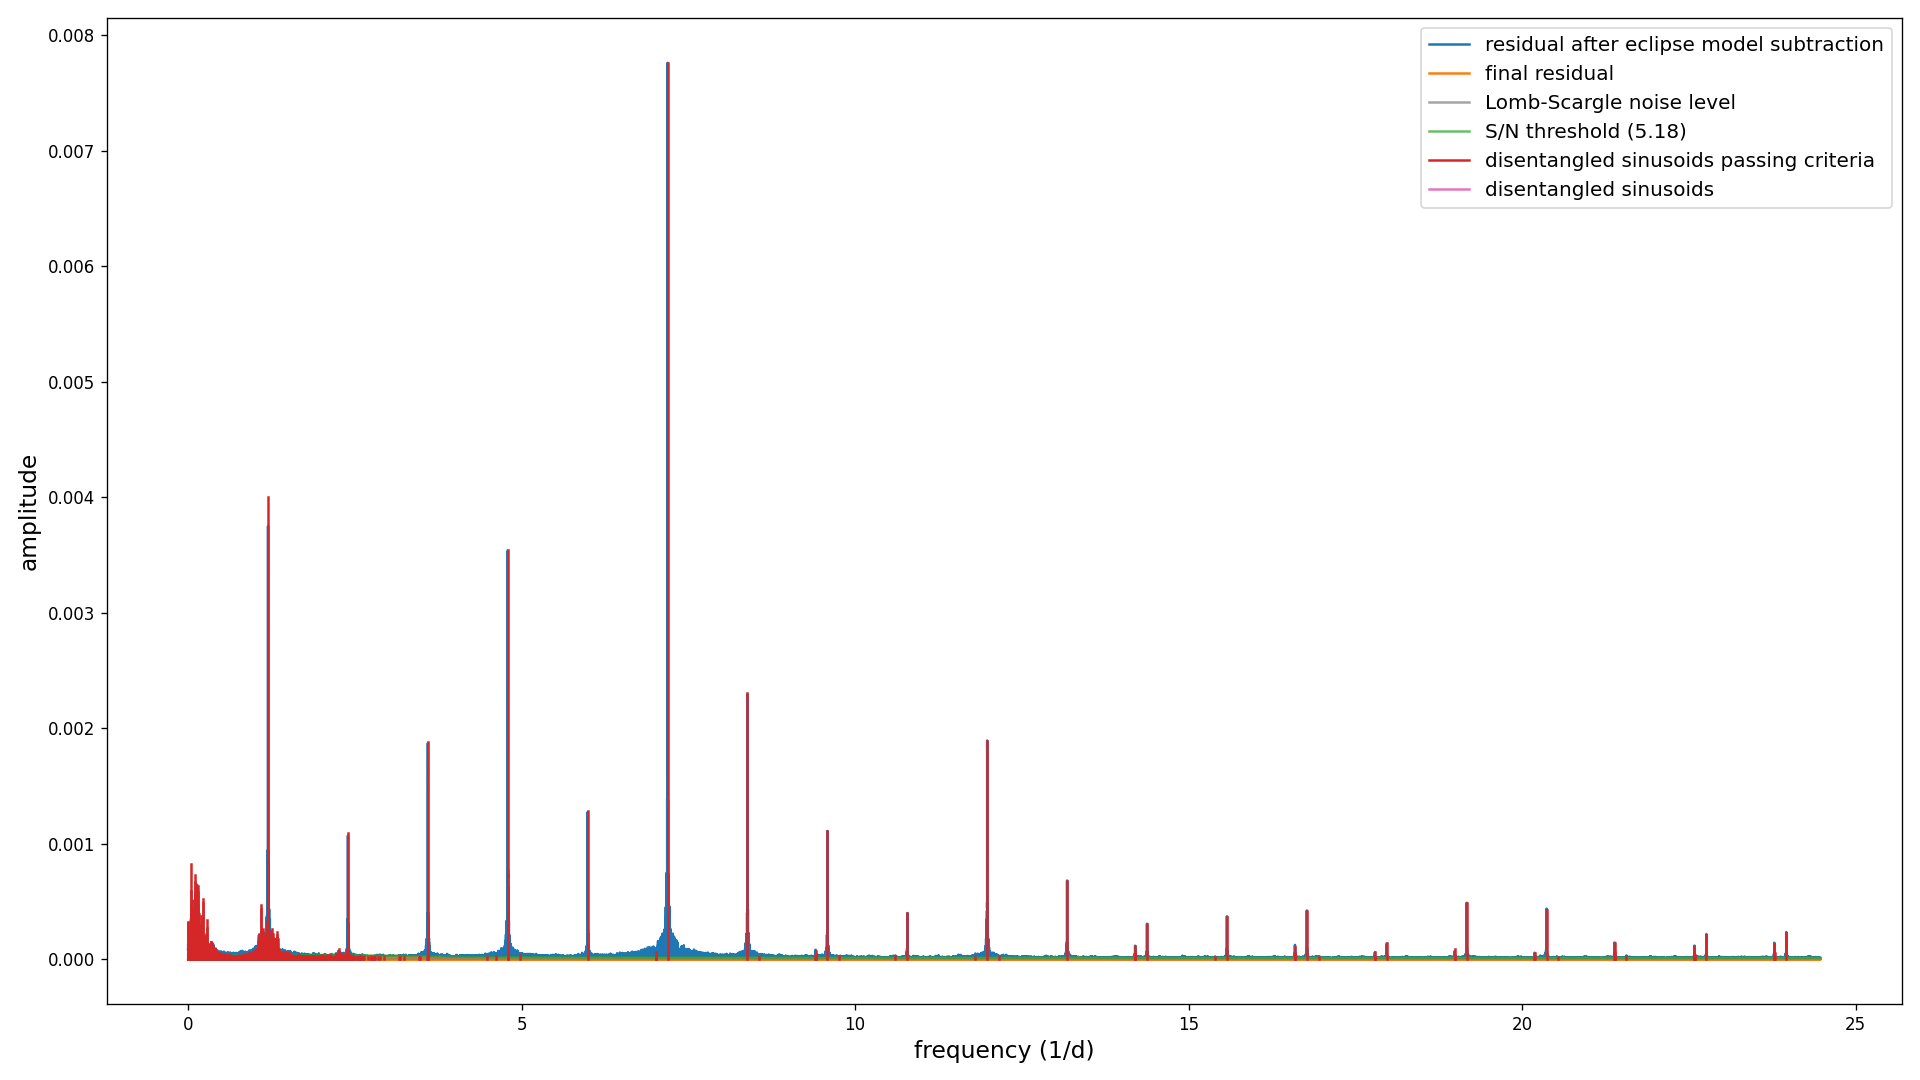 0.008
0.007
0.006
0.005
0.004
0.003
0.002
0.001
0.000
amplitude
residual after eclipse model subtraction
final residual
Lomb-Scargle noise level
S/N threshold (5.18)
disentangled sinusoids passing criteria
disentangled sinusoids
0 5 10 15 20 25
frequency (1/d)